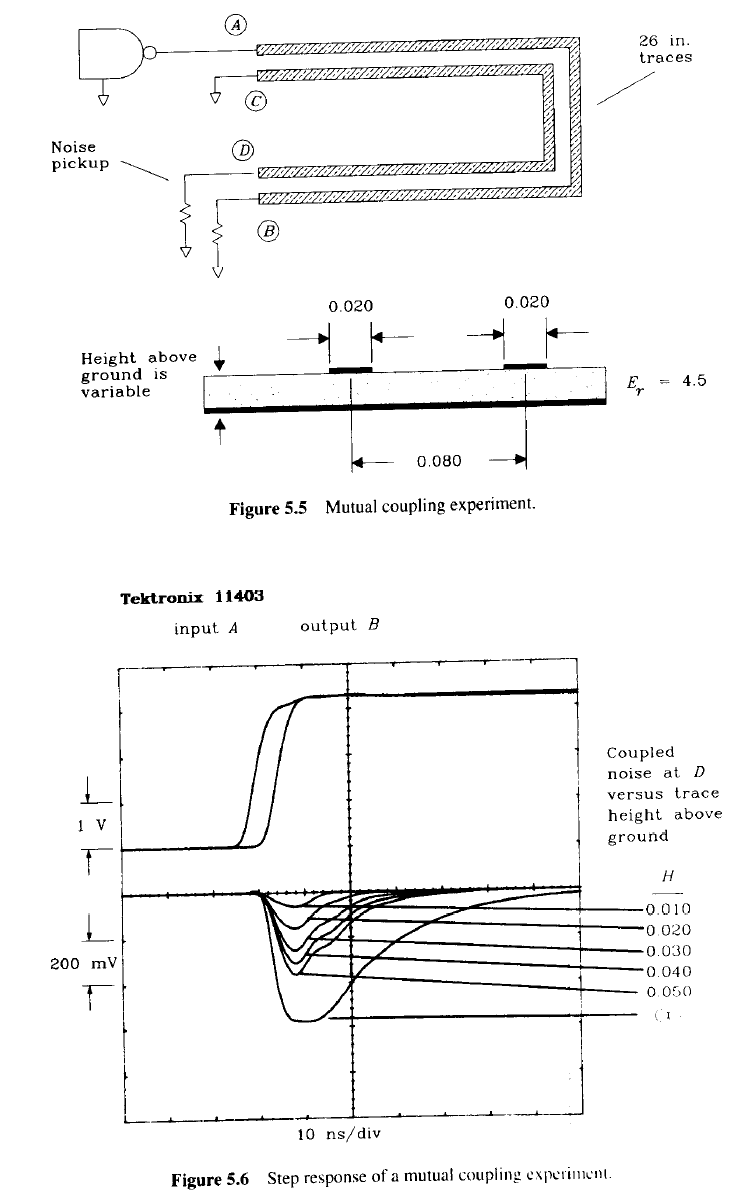 A
26 in.
traces
C
Noise
pickup
D
B
0.020
0.020
Height above
ground is
variable
E_r = 4.5
0.080
Figure 5.5 Mutual coupling experiment.
Tektronix 11403
input A output B
Coupled
noise at D
versus trace
height above
ground
1 V
H
0.010
0.020
0.030
200 mV
0.040
0.050
10 ns/div
Figure 5.6 Step response of a mutual coupling experiment.